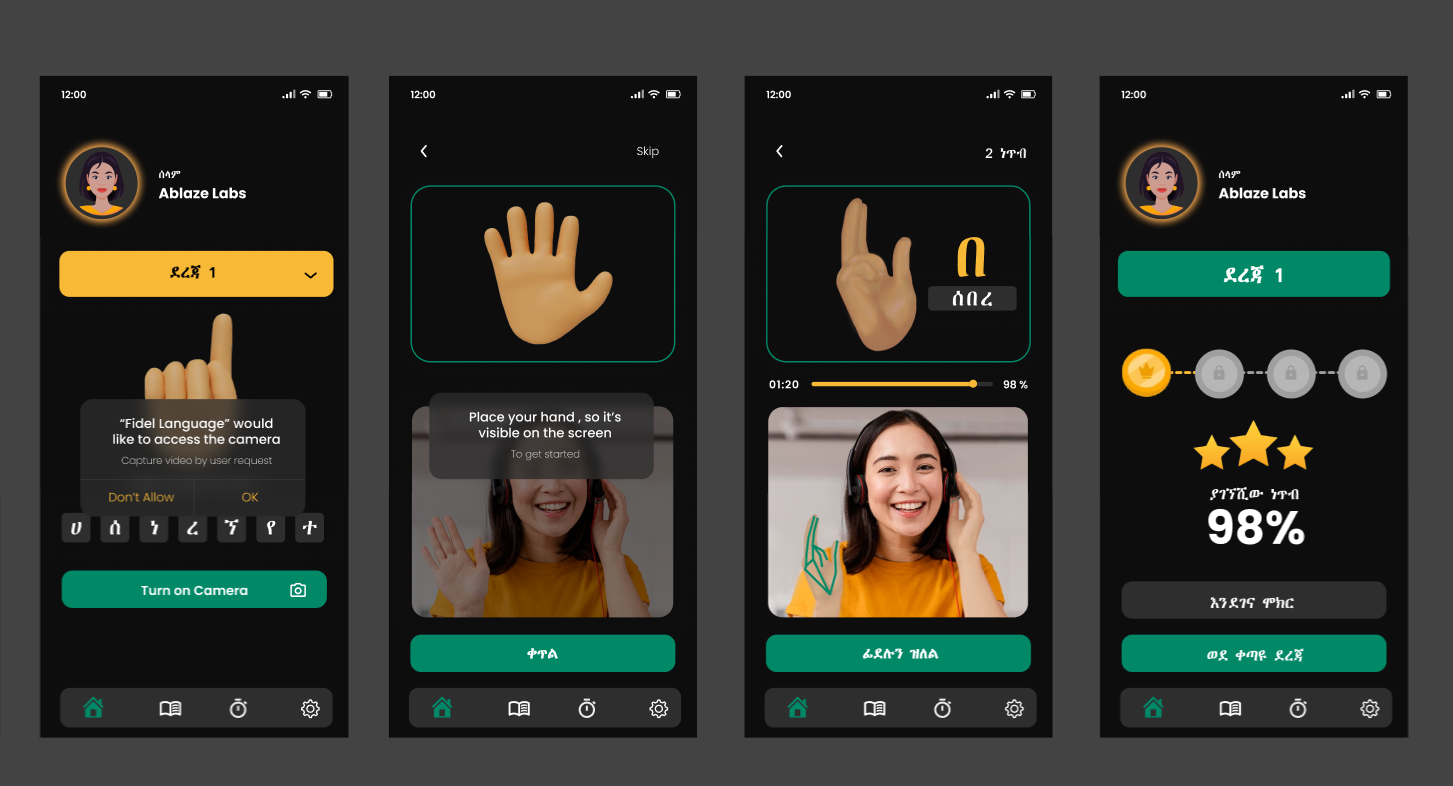 12:00
ሰላም
Ablaze Labs
ደረጃ 1
“Fidel Language” would
like to access the camera
Capture video by user request
Don’t Allow OK
ሀ ሰ ነ ረ ኘ የ ተ
Turn on Camera
12:00
Skip
Place your hand , so it’s
visible on the screen
To get started
ቀጥል
12:00
2 ነጥብ
በ
ሰበረ
01:20 98 %
ፊደሉን ዝለል
12:00
ሰላም
Ablaze Labs
ደረጃ 1
ያገኘሺው ነጥብ
98%
እንደገና ሞክር
ወደ ቀጣዩ ደረጃ